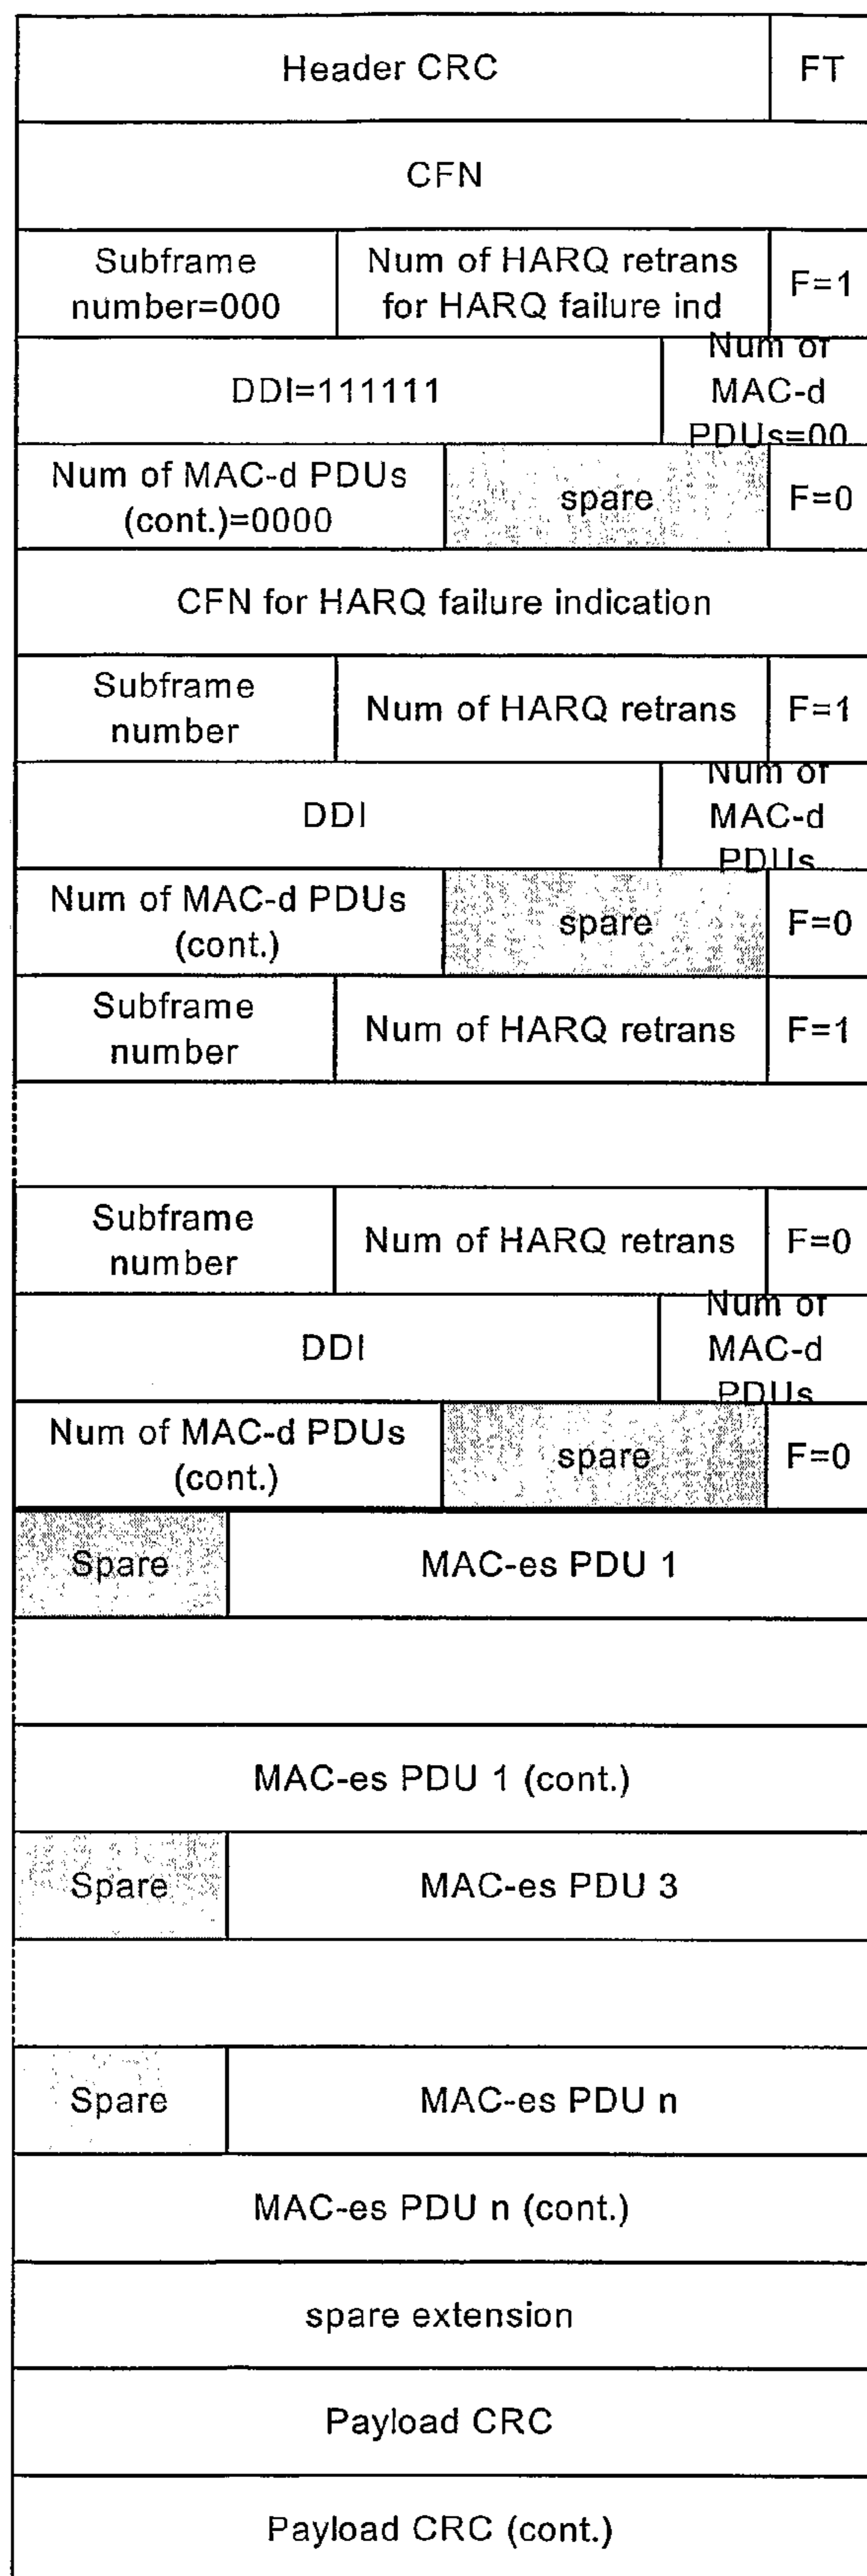 Header CRC FT
CFN
Subframe
number=000
Num of HARQ retrans
for HARQ failure ind
F=1
DDI=111111
Num of
MAC-d
PDUs=00
Num of MAC-d PDUs
(cont.)=0000
spare
F=0
CFN for HARQ failure indication
Subframe
number
Num of HARQ retrans
F=1
DDI
Num of
MAC-d
PDUs
Num of MAC-d PDUs
(cont.)
spare
F=0
Subframe
number
Num of HARQ retrans
F=1
Subframe
number
Num of HARQ retrans
F=0
DDI
Num of
MAC-d
PDUs
Num of MAC-d PDUs
(cont.)
spare
F=0
Spare MAC-es PDU 1
MAC-es PDU 1 (cont.)
Spare MAC-es PDU 3
Spare MAC-es PDU n
MAC-es PDU n (cont.)
spare extension
Payload CRC
Payload CRC (cont.)